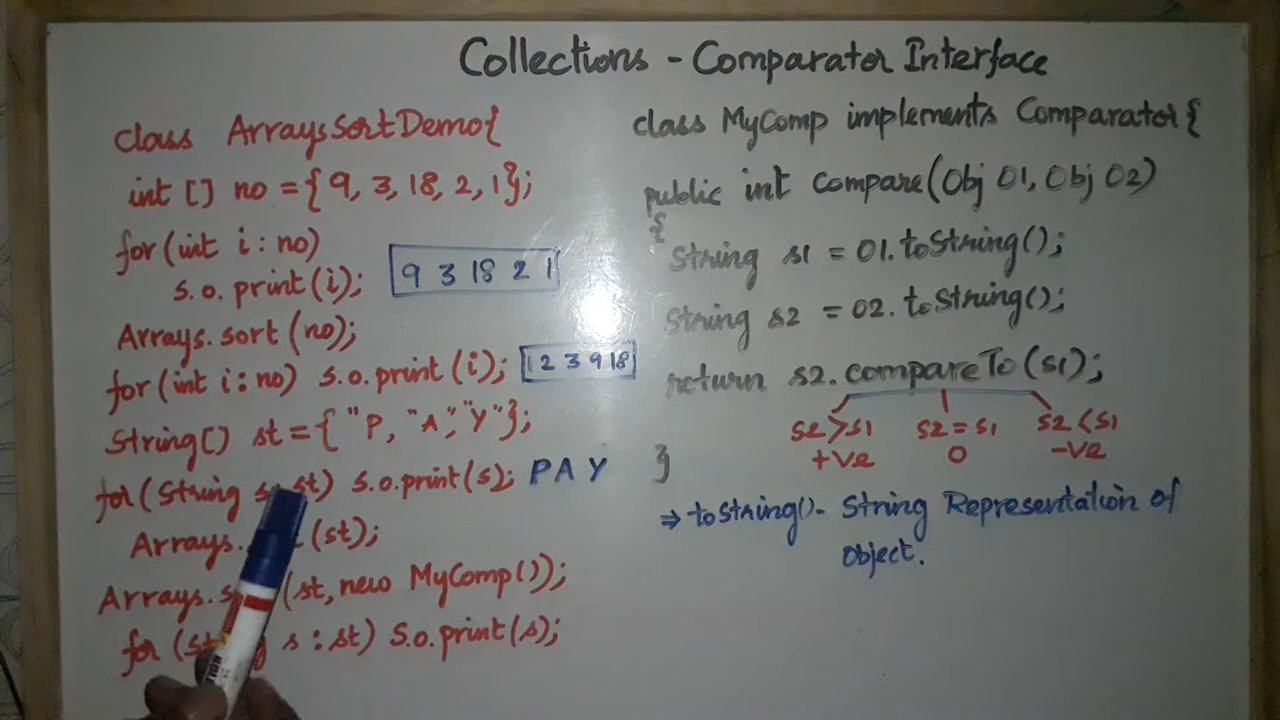 Collections - Comparator Interface
class ArraysSortDemo{
int [] no = {9, 3, 18, 2, 1};
for (int i : no)
s.o.print(i);
9 3 18 2 1
Arrays.sort (no);
for (int i : no) s.o.print (i);
1 2 3 9 18
String[] st = { "P, "A", "Y"};
for (String st) s.o.print(s);
P A Y
Arrays. (st);
Arrays.s (st, new MyComp());
for (st s : st) s.o.print(s);
class MyComp implements Comparator {
public int compare(Obj O1, Obj O2)
{
String s1 = O1.toString();
String s2 = O2.toString();
return s2.compareTo(s1);
s2>s1 s2=s1 s2<s1
+ve 0 -ve
}
⇒ toString()- String Representation of
Object.